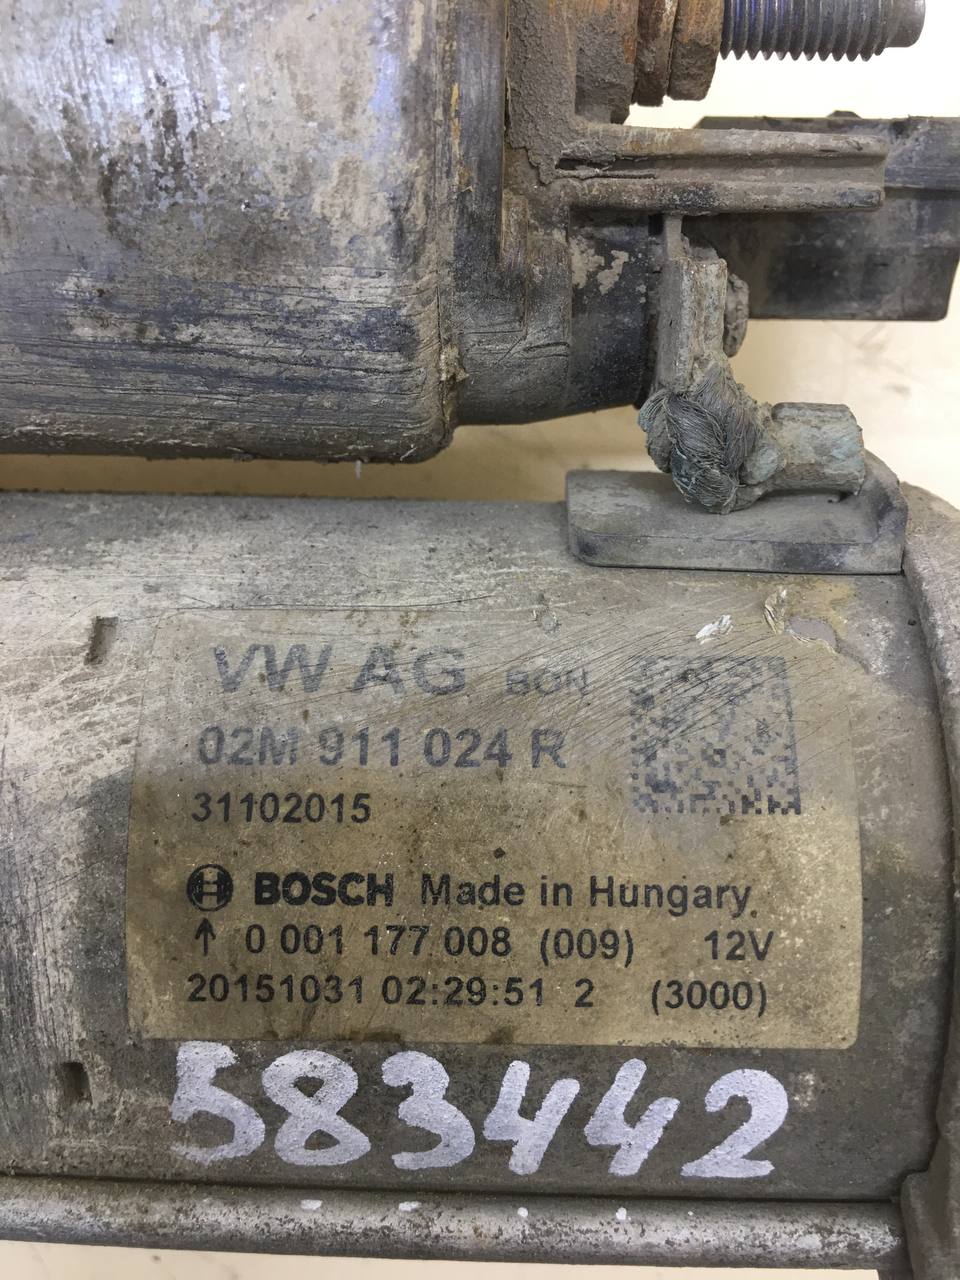 VW AG BON
02M 911 024 R
31102015
BOSCH Made in Hungary
↑ 0 001 177 008 (009) 12V
20151031 02:29:51 2 (3000)
583442